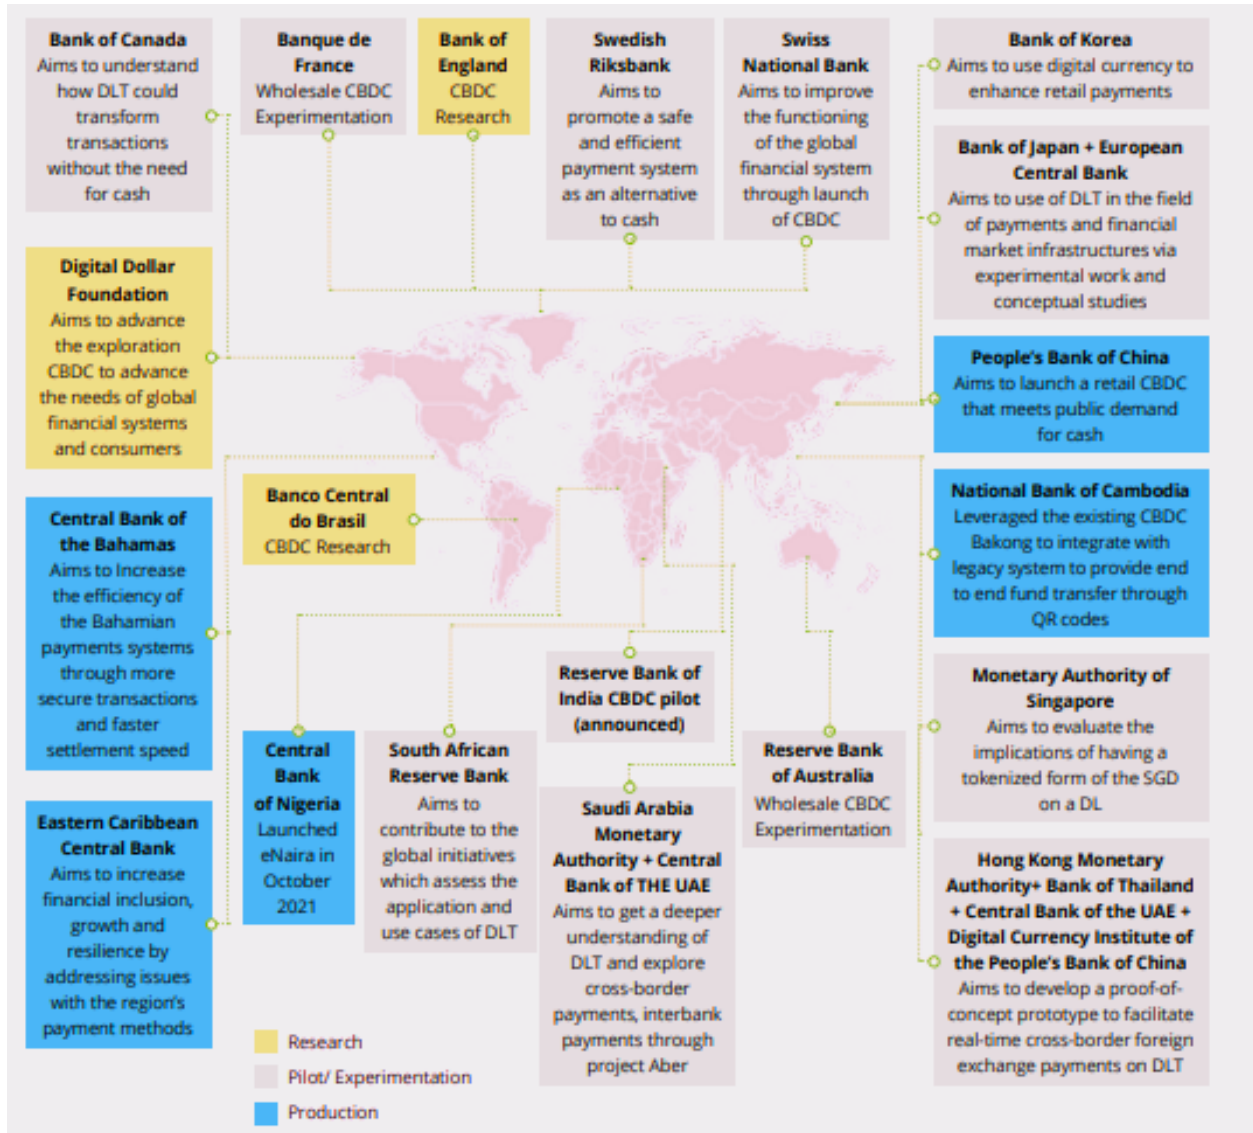 Bank of Canada
Aims to understand
how DLT could
transform
transactions
without the need
for cash
Banque de
France
Wholesale CBDC
Experimentation
Bank of
England
CBDC
Research
Swedish
Riksbank
Aims to
promote a safe
and efficient
payment system
as an alternative
to cash
Swiss
National Bank
Aims to improve
the functioning
of the global
financial system
through launch
of CBDC
Bank of Korea
Aims to use digital currency to
enhance retail payments
Bank of Japan + European
Central Bank
Aims to use of DLT in the field
of payments and financial
market infrastructures via
experimental work and
conceptual studies
Digital Dollar
Foundation
Aims to advance
the exploration
CBDC to advance
the needs of global
financial systems
and consumers
People's Bank of China
Aims to launch a retail CBDC
that meets public demand
for cash
Banco Central
do Brasil
CBDC Research
National Bank of Cambodia
Leveraged the existing CBDC
Bakong to integrate with
legacy system to provide end
to end fund transfer through
QR codes
Central Bank of
the Bahamas
Aims to Increase
the efficiency of
the Bahamian
payments systems
through more
secure transactions
and faster
settlement speed
Reserve Bank of
India CBDC pilot
(announced)
Monetary Authority of
Singapore
Aims to evaluate the
implications of having a
tokenized form of the SGD
on a DL
Central
Bank
of Nigeria
Launched
eNaira in
October
2021
South African
Reserve Bank
Aims to
contribute to the
global initiatives
which assess the
application and
use cases of DLT
Reserve Bank
of Australia
Wholesale CBDC
Experimentation
Saudi Arabia
Monetary
Authority + Central
Bank of THE UAE
Aims to get a deeper
understanding of
DLT and explore
cross-border
payments, interbank
payments through
project Aber
Eastern Caribbean
Central Bank
Aims to increase
financial inclusion,
growth and
resilience by
addressing issues
with the region's
payment methods
Hong Kong Monetary
Authority+ Bank of Thailand
+ Central Bank of the UAE +
Digital Currency Institute of
the People's Bank of China
Aims to develop a proof-of-
concept prototype to facilitate
real-time cross-border foreign
exchange payments on DLT
Research
Pilot/ Experimentation
Production